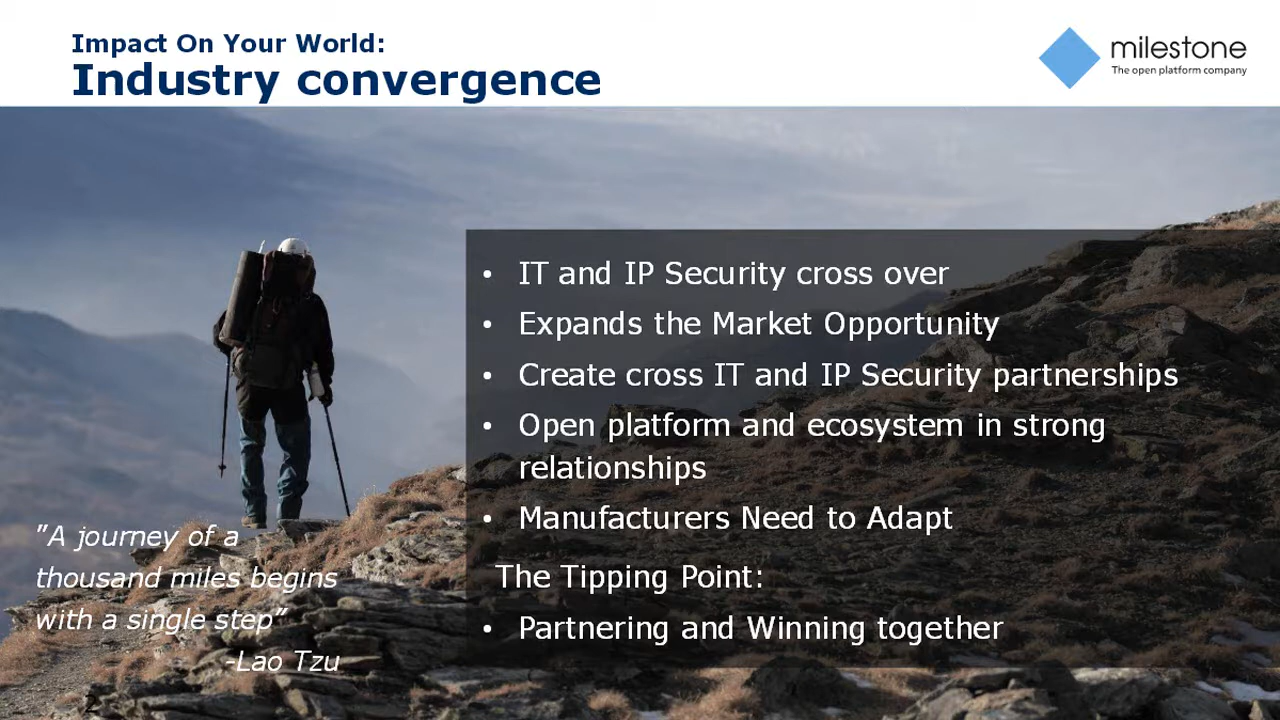 Impact On Your World:
Industry convergence
milestone
The open platform company
• IT and IP Security cross over
• Expands the Market Opportunity
• Create cross IT and IP Security partnerships
• Open platform and ecosystem in strong
relationships
• Manufacturers Need to Adapt
The Tipping Point:
• Partnering and Winning together
”A journey of a
thousand miles begins
with a single step”
-Lao Tzu
2